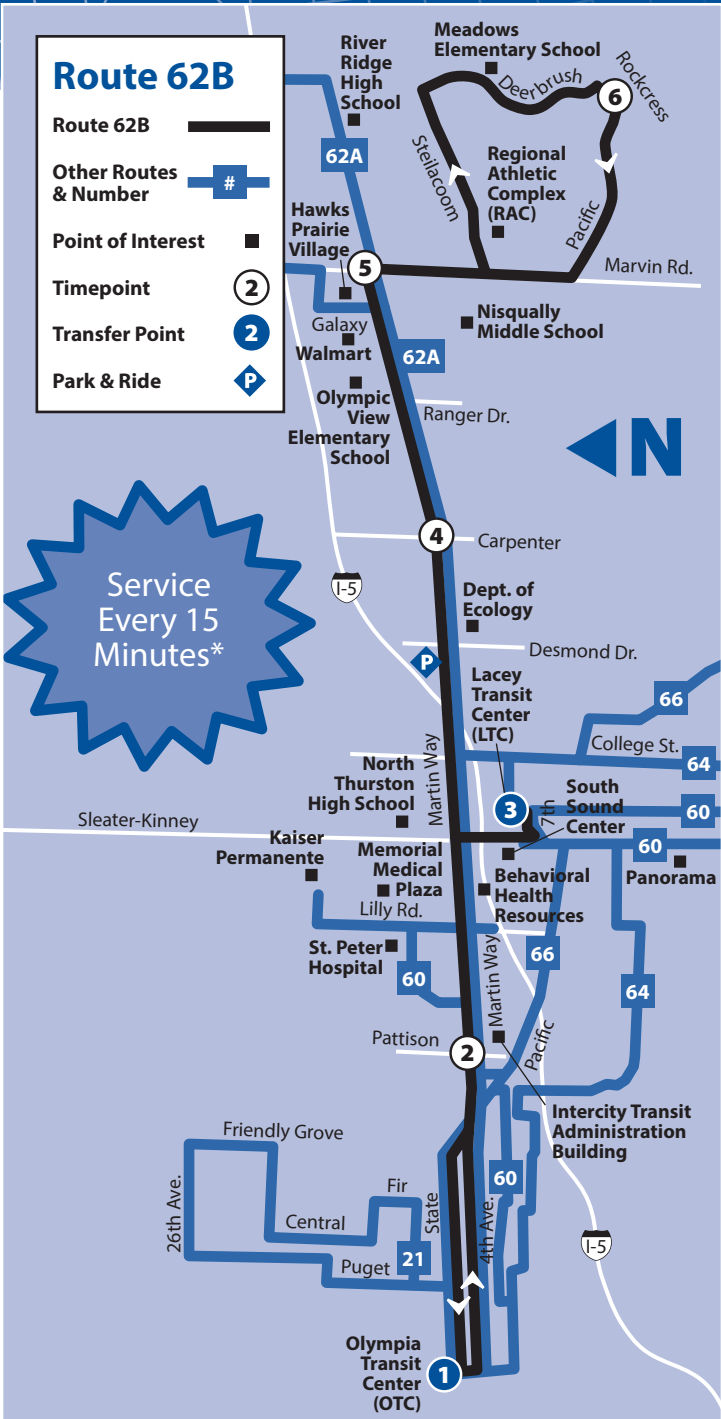 Route 62B
Route 62B
Other Routes
& Number
#
Point of Interest
Timepoint
2
Transfer Point
2
Park & Ride
P
River
Ridge
High
School
Meadows
Elementary School
Deerbrush
Rockcress
6
62A
Steilacoom
Regional
Athletic
Complex
(RAC)
Pacific
Hawks
Prairie
Village
5
Marvin Rd.
Galaxy
Walmart
Nisqually
Middle School
62A
Olympic
View
Elementary
School
Ranger Dr.
N
4
Carpenter
Service
Every 15
Minutes*
I-5
Dept. of
Ecology
Desmond Dr.
P
Lacey
Transit
Center
(LTC)
66
College St.
64
Martin Way
North
Thurston
High School
3
7th
South
Sound
Center
60
Sleater-Kinney
60
Kaiser
Permanente
Memorial
Medical
Plaza
Behavioral
Health
Resources
Panorama
Lilly Rd.
St. Peter
Hospital
60
Martin Way
66
64
Pattison
2
Pacific
Intercity Transit
Administration
Building
Friendly Grove
26th Ave.
Central
Fir
21
Puget
State
4th Ave.
60
I-5
Olympia
Transit
Center
(OTC)
1